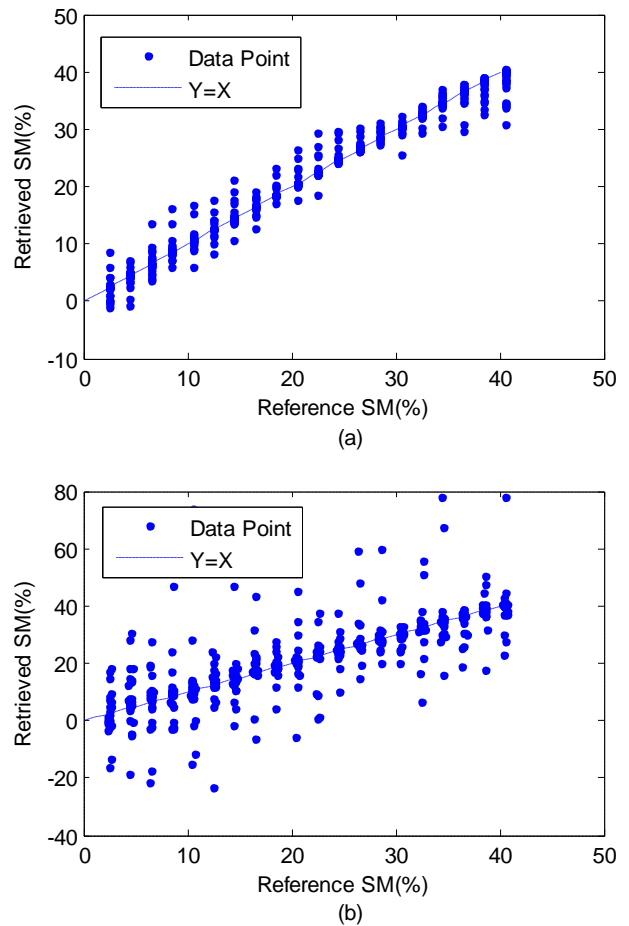 50
40
30
20
10
0
-10
Retrieved SM(%)
Data Point
Y=X
0 10 20 30 40 50
Reference SM(%)
(a)
80
60
40
20
0
-20
-40
Retrieved SM(%)
Data Point
Y=X
0 10 20 30 40 50
Reference SM(%)
(b)